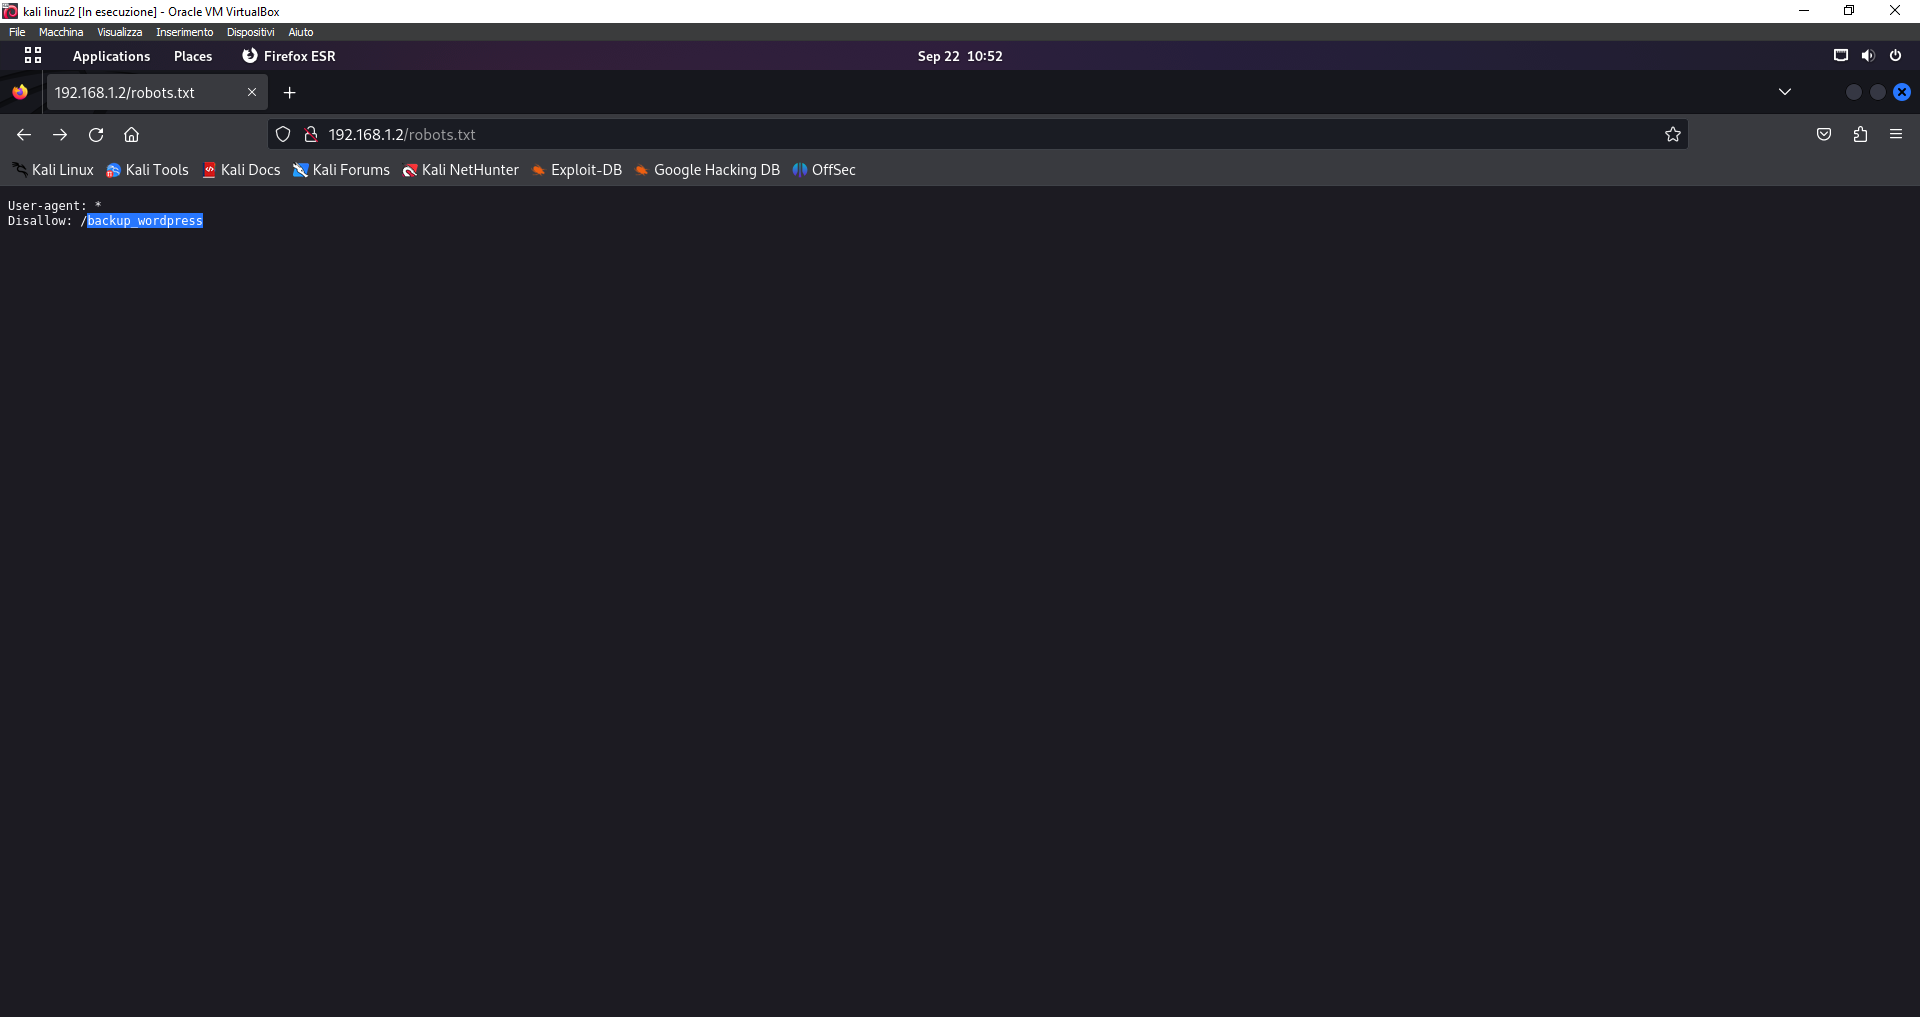 kali linuz2 [In esecuzione] - Oracle VM VirtualBox
File Macchina Visualizza Inserimento Dispositivi Aiuto
Applications Places Firefox ESR Sep 22 10:52
192.168.1.2/robots.txt
192.168.1.2/robots.txt
Kali Linux Kali Tools Kali Docs Kali Forums Kali NetHunter Exploit-DB Google Hacking DB OffSec
User-agent: *
Disallow: /backup_wordpress